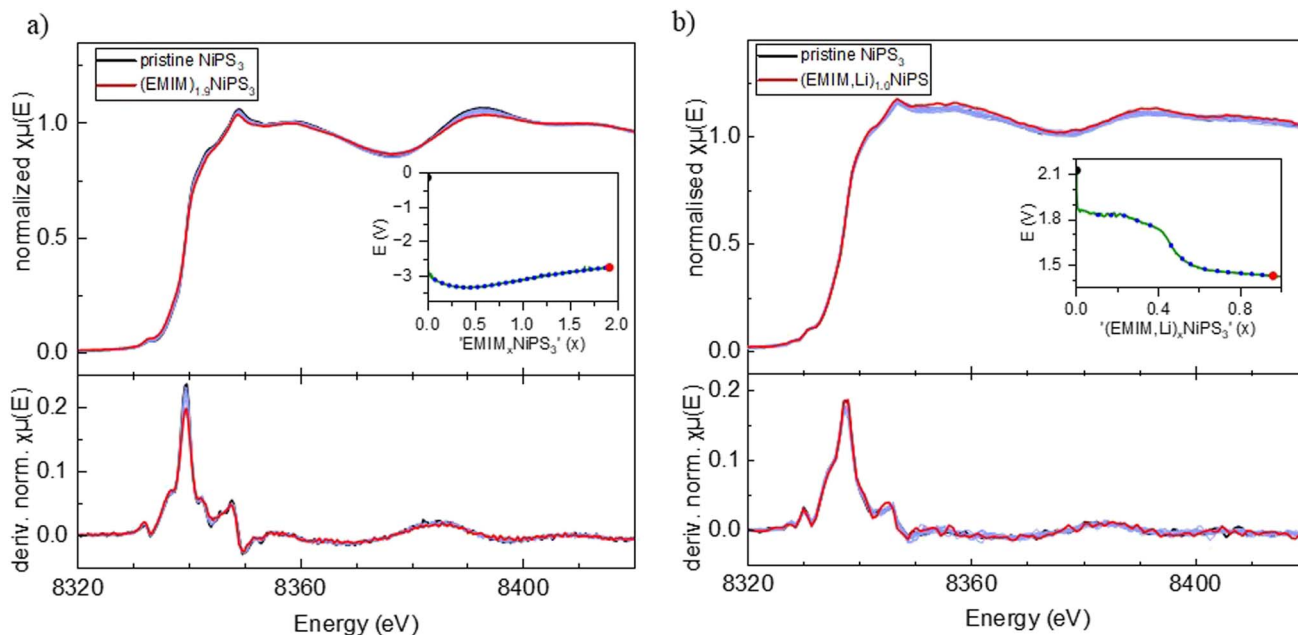 a)
pristine NiPS3
(EMIM)1.9NiPS3
normalized χμ(E)
1.0
0.5
0.0
E (V)
0
−1
−2
−3
0.0 0.5 1.0 1.5 2.0
'EMIMxNiPS3' (x)
deriv. norm. χμ(E)
0.2
0.1
0.0
8320 8360 8400
Energy (eV)
b)
pristine NiPS3
(EMIM,Li)1.0NiPS
normalised χμ(E)
1.0
0.5
0.0
E (V)
2.1
1.8
1.5
0.0 0.4 0.8
'(EMIM,Li)xNiPS3' (x)
deriv. norm. χμ(E)
0.2
0.1
0.0
8320 8360 8400
Energy (eV)